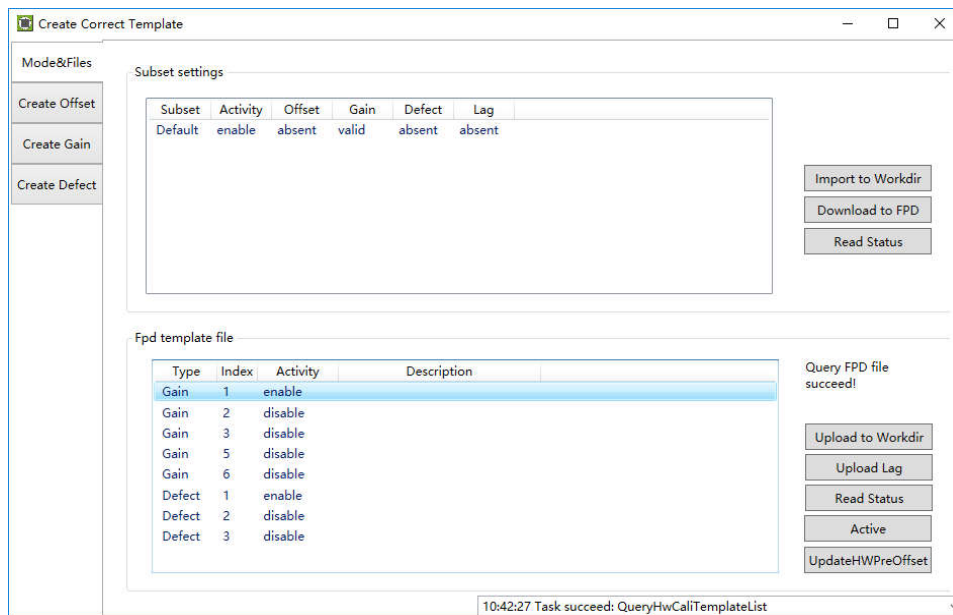 Create Correct Template
Mode&Files
Create Offset
Create Gain
Create Defect
Subset settings
Subset Activity Offset Gain Defect Lag
Default enable absent valid absent absent
Import to Workdir
Download to FPD
Read Status
Fpd template file
Type Index Activity Description
Gain 1 enable
Gain 2 disable
Gain 3 disable
Gain 5 disable
Gain 6 disable
Defect 1 enable
Defect 2 disable
Defect 3 disable
Query FPD file
succeed!
Upload to Workdir
Upload Lag
Read Status
Active
UpdateHWPreOffset
10:42:27 Task succeed: QueryHwCaliTemplateList